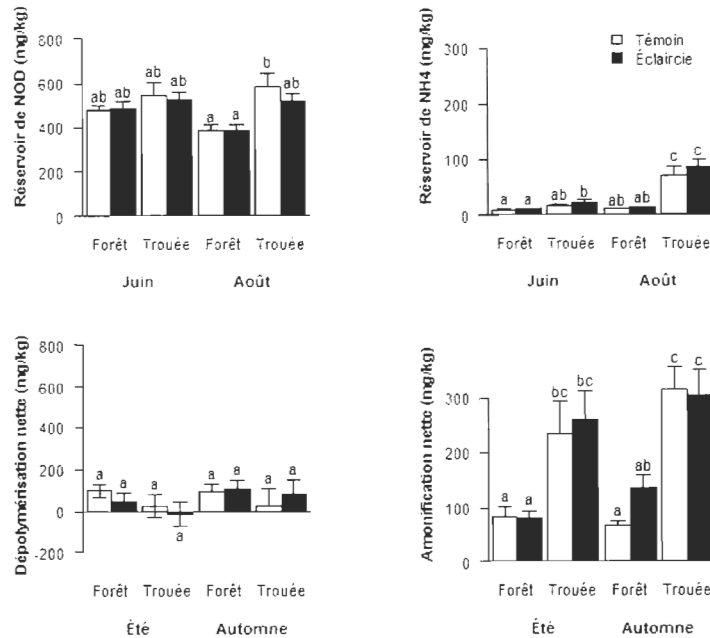 Réservoir de NOD (mg/kg)
800
600
400
200
0
ab ab ab ab a a b ab
Forêt Trouée Forêt Trouée
Juin Août
Réservoir de NH4 (mg/kg)
Témoin
Éclaircie
300
200
100
0
a a ab b ab ab c c
Forêt Trouée Forêt Trouée
Juin Août
Dépolymérisation nette (mg/kg)
800
600
400
200
0
-200
a a a a a a a a
Forêt Trouée Forêt Trouée
Été Automne
Amonification nette (mg/kg)
300
200
100
0
a a bc bc a ab c c
Forêt Trouée Forêt Trouée
Été Automne